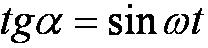 tgα = sin ωt